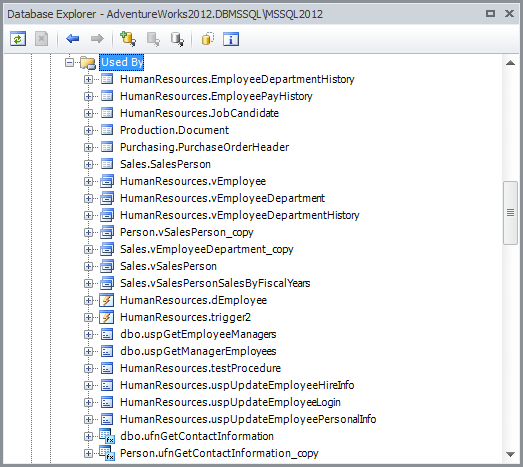 Database Explorer - AdventureWorks2012.DBMSSQL\MSSQL2012
Used By
HumanResources.EmployeeDepartmentHistory
HumanResources.EmployeePayHistory
HumanResources.JobCandidate
Production.Document
Purchasing.PurchaseOrderHeader
Sales.SalesPerson
HumanResources.vEmployee
HumanResources.vEmployeeDepartment
HumanResources.vEmployeeDepartmentHistory
Person.vSalesPerson_copy
Sales.vEmployeeDepartment_copy
Sales.vSalesPerson
Sales.vSalesPersonSalesByFiscalYears
HumanResources.dEmployee
HumanResources.trigger2
dbo.uspGetEmployeeManagers
dbo.uspGetManagerEmployees
HumanResources.testProcedure
HumanResources.uspUpdateEmployeeHireInfo
HumanResources.uspUpdateEmployeeLogin
HumanResources.uspUpdateEmployeePersonalInfo
dbo.ufnGetContactInformation
Person.ufnGetContactInformation_copy